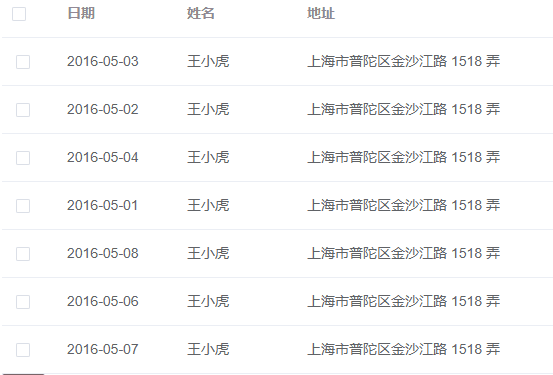 日期 姓名 地址
2016-05-03 王小虎 上海市普陀区金沙江路 1518 弄
2016-05-02 王小虎 上海市普陀区金沙江路 1518 弄
2016-05-04 王小虎 上海市普陀区金沙江路 1518 弄
2016-05-01 王小虎 上海市普陀区金沙江路 1518 弄
2016-05-08 王小虎 上海市普陀区金沙江路 1518 弄
2016-05-06 王小虎 上海市普陀区金沙江路 1518 弄
2016-05-07 王小虎 上海市普陀区金沙江路 1518 弄